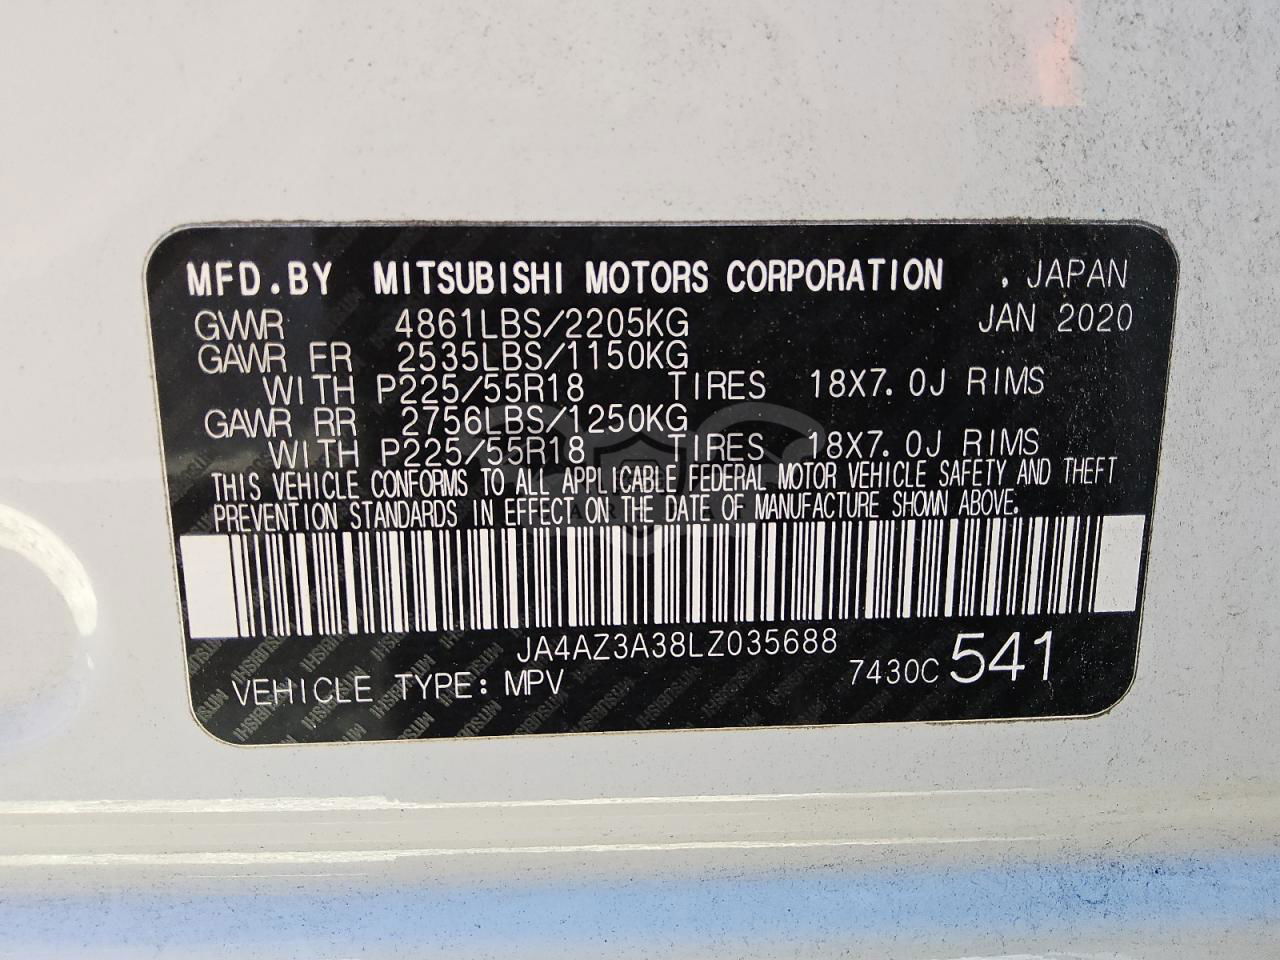 MFD.BY MITSUBISHI MOTORS CORPORATION . JAPAN
GVWR 4861LBS/2205KG JAN 2020
GAWR FR 2535LBS/1150KG
WITH P225/55R18 TIRES 18X7.0J RIMS
GAWR RR 2756LBS/1250KG
WITH P225/55R18 TIRES 18X7.0J RIMS
THIS VEHICLE CONFORMS TO ALL APPLICABLE FEDERAL MOTOR VEHICLE SAFETY AND THEFT
PREVENTION STANDARDS IN EFFECT ON THE DATE OF MANUFACTURE SHOWN ABOVE.
JA4AZ3A38LZ035688
VEHICLE TYPE: MPV 7430C 541